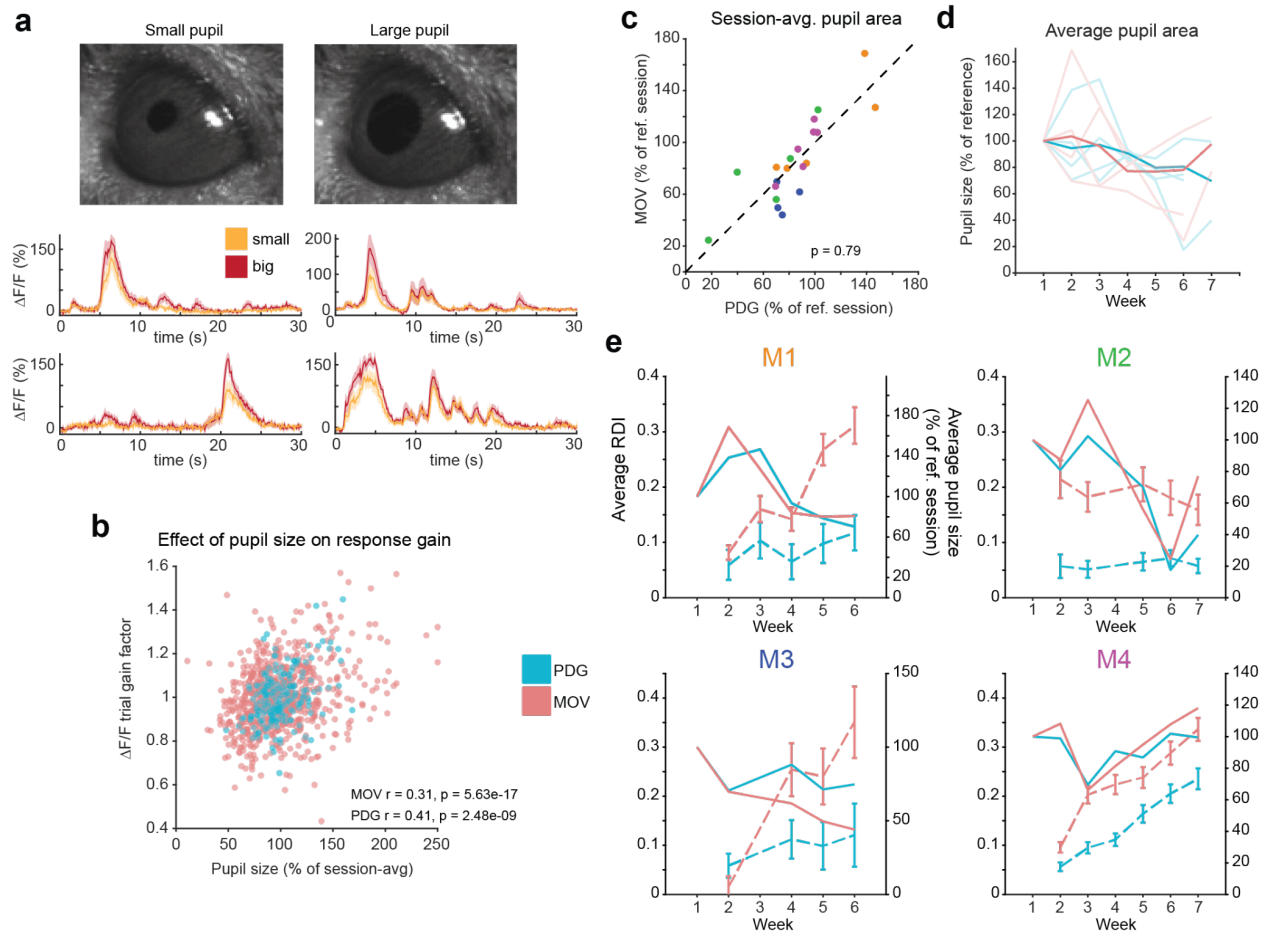 a
Small pupil
Large pupil
small
big
ΔF/F (%)
150
0
0 10 20 30
time (s)
200
100
0
0 10 20 30
time (s)
ΔF/F (%)
150
0
0 10 20 30
time (s)
150
0
0 10 20 30
time (s)
b
Effect of pupil size on response gain
ΔF/F trial gain factor
1.6
1.4
1.2
1
0.8
0.6
0.4
MOV r = 0.31, p = 5.63e-17
PDG r = 0.41, p = 2.48e-09
0 50 100 150 200 250
Pupil size (% of session-avg)
PDG
MOV
c
Session-avg. pupil area
MOV (% of ref. session)
180
140
100
60
20
0
p = 0.79
0 20 60 100 140 180
PDG (% of ref. session)
d
Average pupil area
Pupil size (% of reference)
160
140
120
100
80
60
40
20
0
1 2 3 4 5 6 7
Week
e
M1
Average RDI
0.4
0.3
0.2
0.1
0
180
140
100
80
60
40
20
0
Average pupil size
(% of ref. session)
1 2 3 4 5 6
Week
M2
0.4
0.3
0.2
0.1
0
140
120
100
80
60
40
20
0
1 2 3 4 5 6 7
Week
M3
0.4
0.3
0.2
0.1
0
150
100
50
0
1 2 3 4 5 6
Week
M4
0.4
0.3
0.2
0.1
0
140
120
100
80
60
40
20
0
1 2 3 4 5 6 7
Week